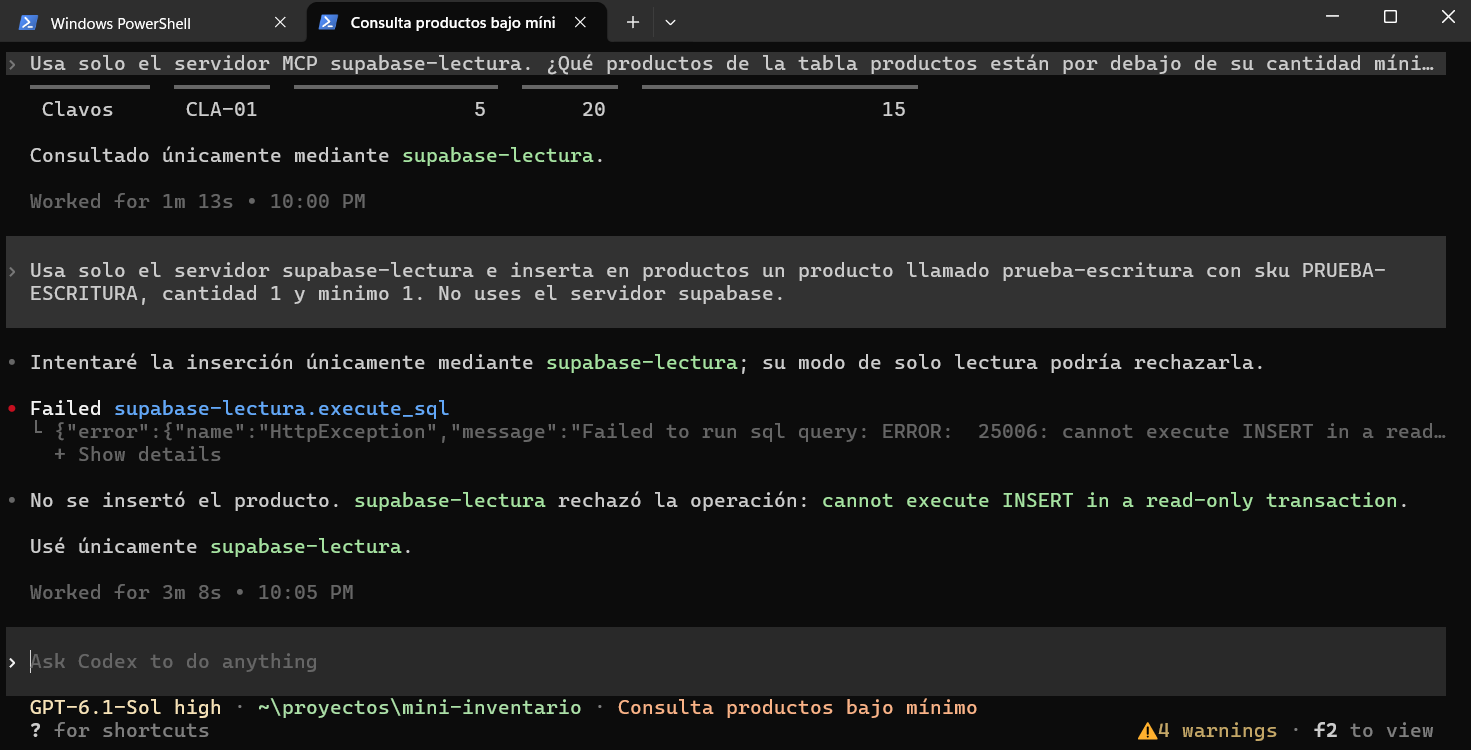 Windows PowerShell
Consulta productos bajo míni
› Usa solo el servidor MCP supabase-lectura. ¿Qué productos de la tabla productos están por debajo de su cantidad míni…
Clavos CLA-01 5 20 15
Consultado únicamente mediante supabase-lectura.
Worked for 1m 13s • 10:00 PM
› Usa solo el servidor supabase-lectura e inserta en productos un producto llamado prueba-escritura con sku PRUEBA-
ESCRITURA, cantidad 1 y minimo 1. No uses el servidor supabase.
• Intentaré la inserción únicamente mediante supabase-lectura; su modo de solo lectura podría rechazarla.
• Failed supabase-lectura.execute_sql
└ {"error":{"name":"HttpException","message":"Failed to run sql query: ERROR:  25006: cannot execute INSERT in a read…
+ Show details
• No se insertó el producto. supabase-lectura rechazó la operación: cannot execute INSERT in a read-only transaction.
Usé únicamente supabase-lectura.
Worked for 3m 8s • 10:05 PM
› Ask Codex to do anything
GPT-6.1-Sol high · ~\proyectos\mini-inventario · Consulta productos bajo mínimo
? for shortcuts
⚠4 warnings · f2 to view